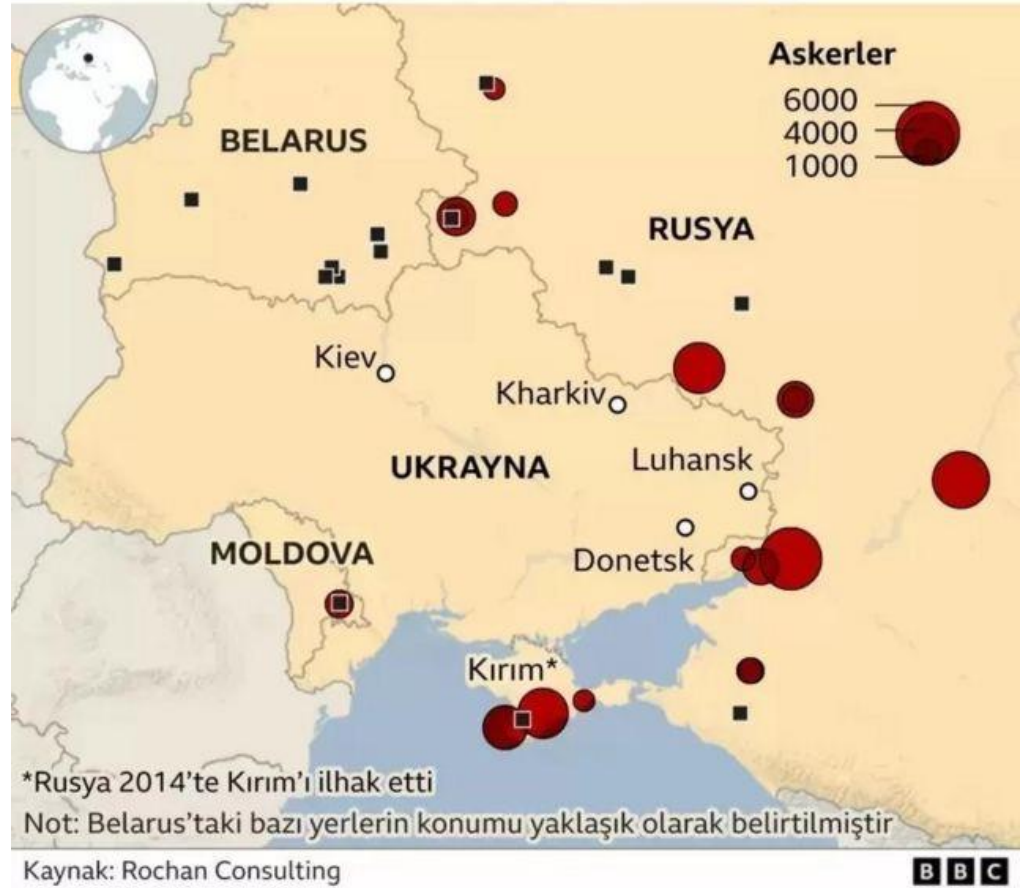 Askerler
6000
4000
1000
BELARUS
RUSYA
Kiev
Kharkiv
UKRAYNA
Luhansk
MOLDOVA
Donetsk
Kırım*
*Rusya 2014’te Kırım’ı ilhak etti
Not: Belarus’taki bazı yerlerin konumu yaklaşık olarak belirtilmiştir
Kaynak: Rochan Consulting
BBC